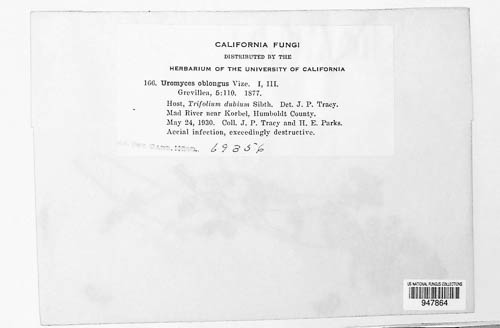 CALIFORNIA FUNGI
DISTRIBUTED BY THE
HERBARIUM OF THE UNIVERSITY OF CALIFORNIA
166. Uromyces oblongus Vize. I, III.
Grevillea, 5:110. 1877.
Host, Trifolium dubium Sibth. Det. J. P. Tracy.
Mad River near Korbel, Humboldt County.
May 24, 1930. Coll. J. P. Tracy and H. E. Parks.
Aecial infection, exceedingly destructive.
69356
US NATIONAL FUNGUS COLLECTIONS
947864